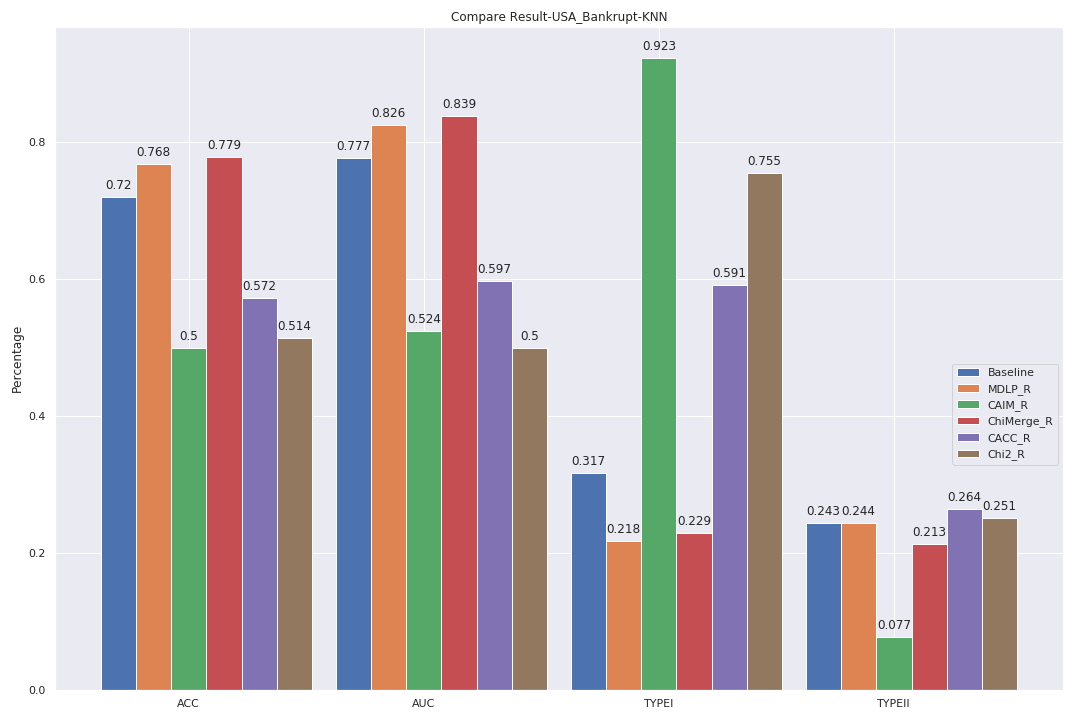 Compare Result-USA_Bankrupt-KNN
Percentage
0.8
0.6
0.4
0.2
0.0
0.72
0.768
0.5
0.779
0.572
0.514
0.777
0.826
0.524
0.839
0.597
0.5
0.317
0.218
0.923
0.229
0.591
0.755
0.243
0.244
0.077
0.213
0.264
0.251
Baseline
MDLP_R
CAIM_R
ChiMerge_R
CACC_R
Chi2_R
ACC
AUC
TYPEI
TYPEII